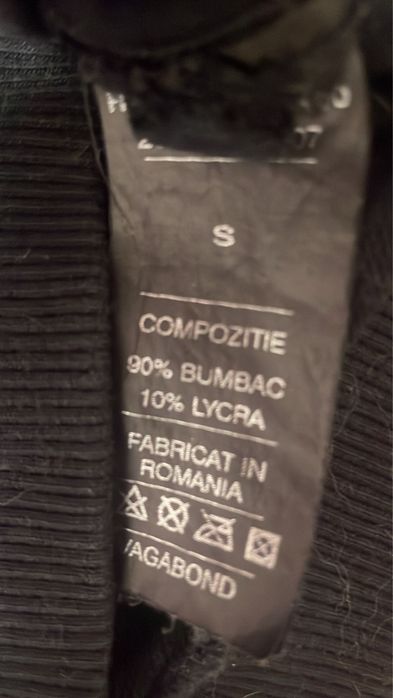 S
COMPOZITIE
90% BUMBAC
10% LYCRA
FABRICAT IN
ROMANIA
VAGABOND